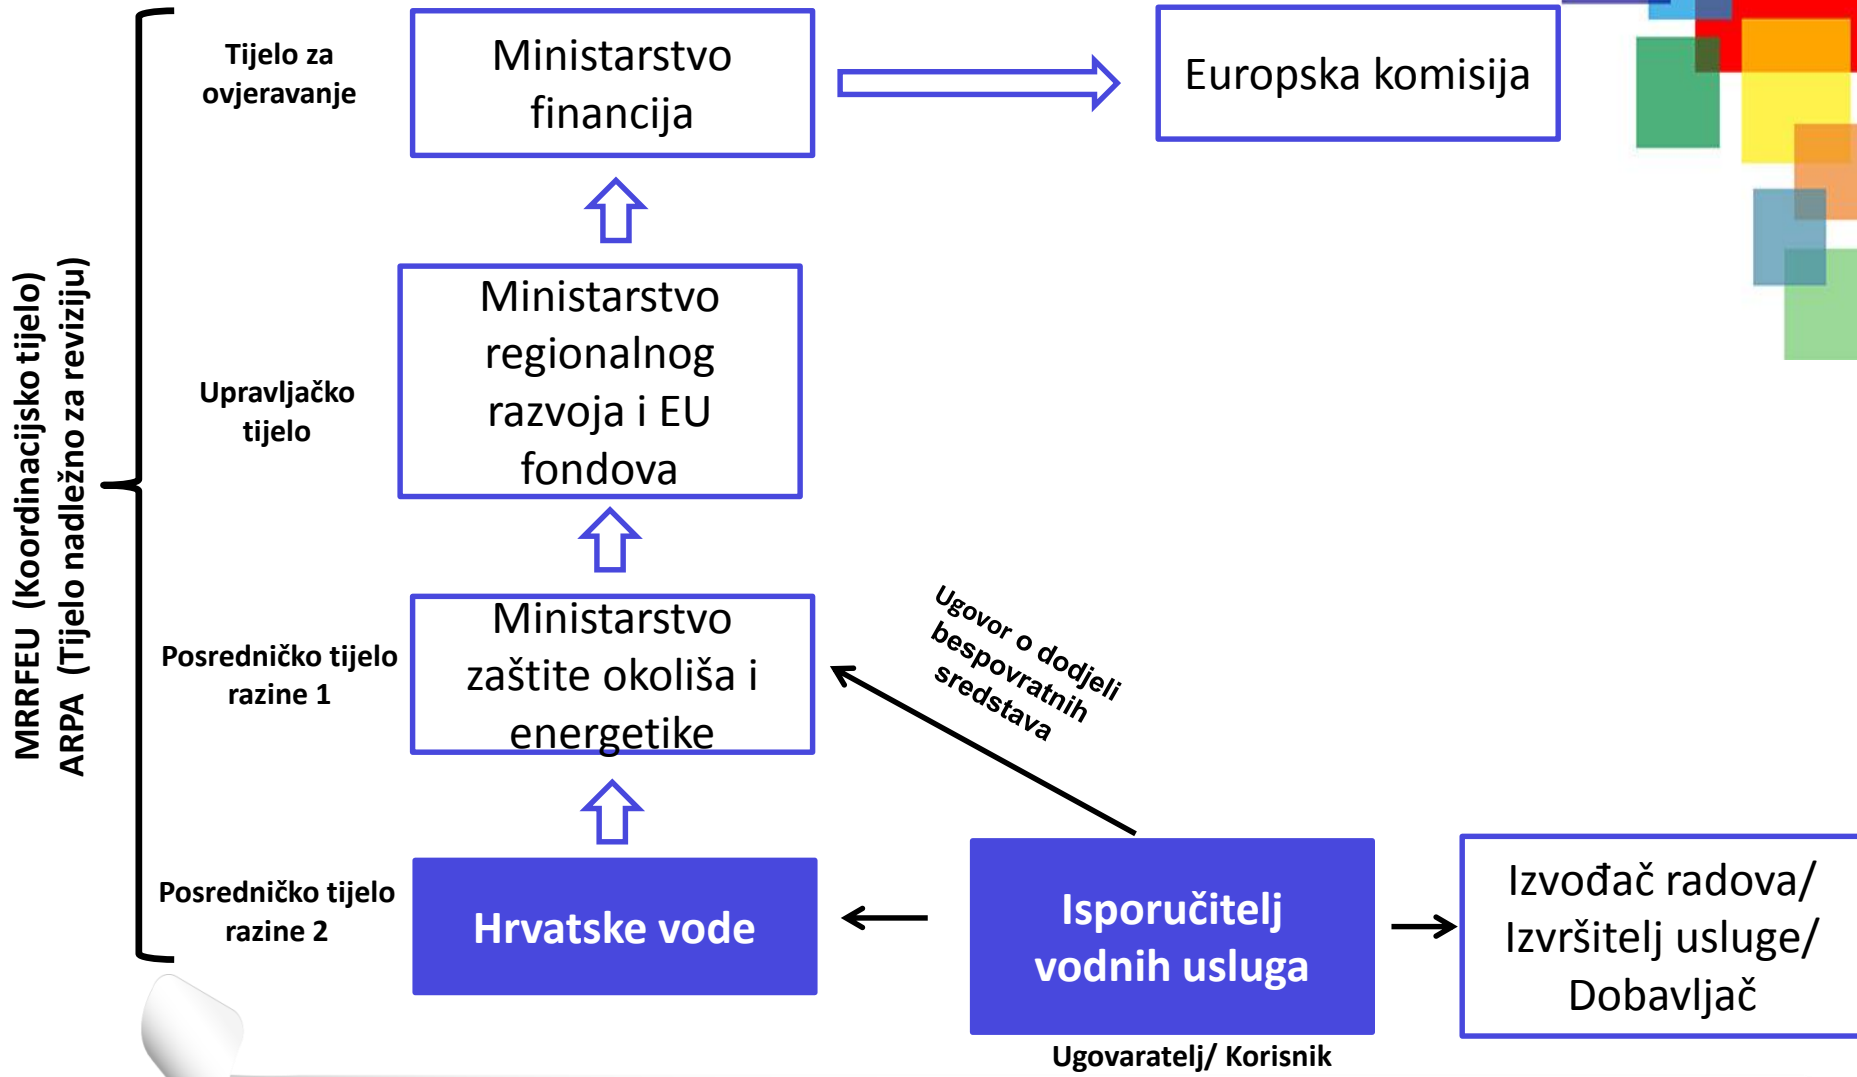 MRRFEU (Koordinacijsko tijelo)
ARPA (Tijelo nadležno za reviziju)
Tijelo za
ovjeravanje
Ministarstvo
financija
Europska komisija
Upravljačko
tijelo
Ministarstvo
regionalnog
razvoja i EU
fondova
Posredničko tijelo
razine 1
Ministarstvo
zaštite okoliša i
energetike
Ugovor o dodjeli
bespovratnih
sredstava
Posredničko tijelo
razine 2
Hrvatske vode
Isporučitelj
vodnih usluga
Ugovaratelj/ Korisnik
Izvođač radova/
Izvršitelj usluge/
Dobavljač